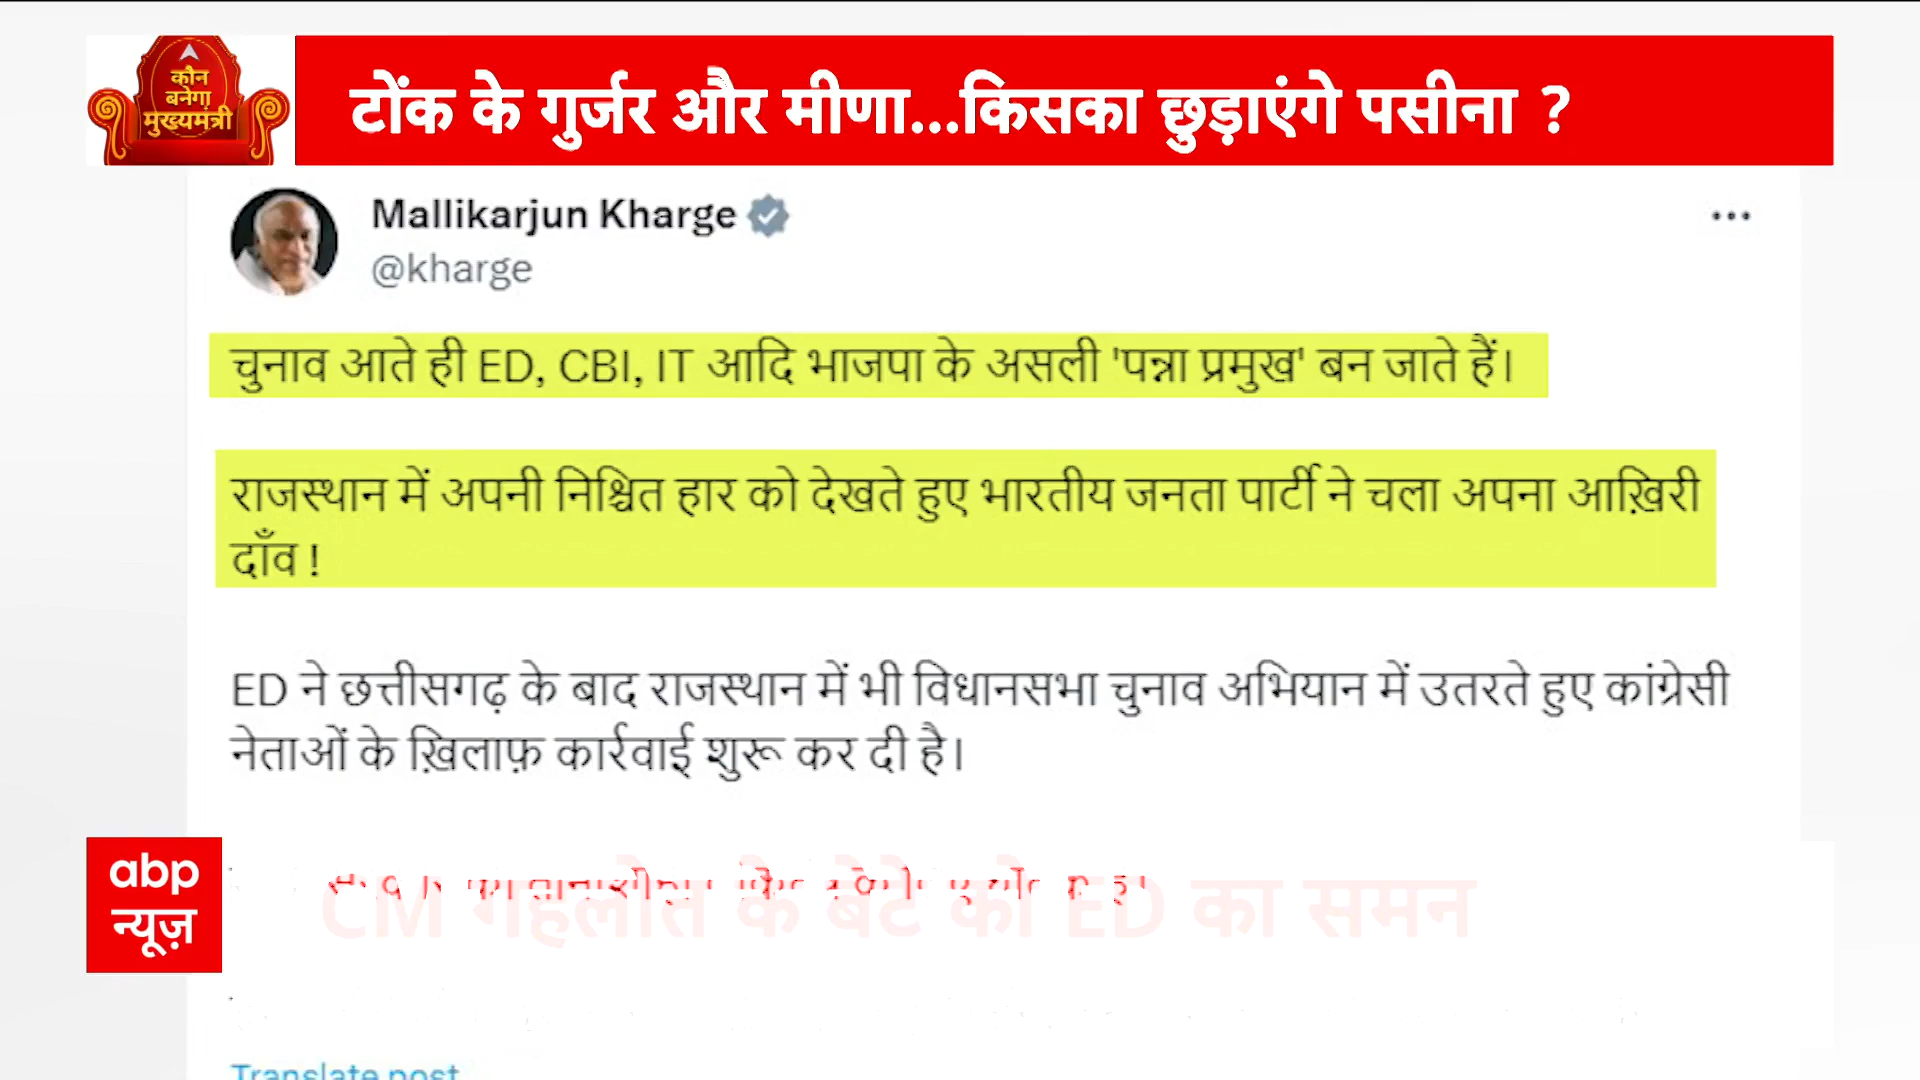 कौन
बनेगा
मुख्यमंत्री
टोंक के गुर्जर और मीणा...किसका छुड़ाएंगे पसीना ?
Mallikarjun Kharge
@kharge
चुनाव आते ही ED, CBI, IT आदि भाजपा के असली 'पन्ना प्रमुख' बन जाते हैं।
राजस्थान में अपनी निश्चित हार को देखते हुए भारतीय जनता पार्टी ने चला अपना आख़िरी
दाँव !
ED ने छत्तीसगढ़ के बाद राजस्थान में भी विधानसभा चुनाव अभियान में उतरते हुए कांग्रेसी
नेताओं के ख़िलाफ़ कार्रवाई शुरू कर दी है।
abp
न्यूज़
CM गहलोत के बेटे को ED का समन
Translate post